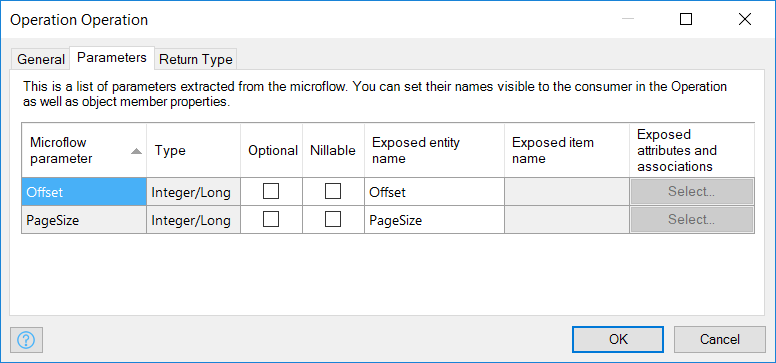 Operation Operation
General Parameters Return Type
This is a list of parameters extracted from the microflow. You can set their names visible to the consumer in the Operation
as well as object member properties.
Microflow parameter Type Optional Nillable Exposed entity name Exposed item name Exposed attributes and associations
Offset Integer/Long Offset Select...
PageSize Integer/Long PageSize Select...
? OK Cancel